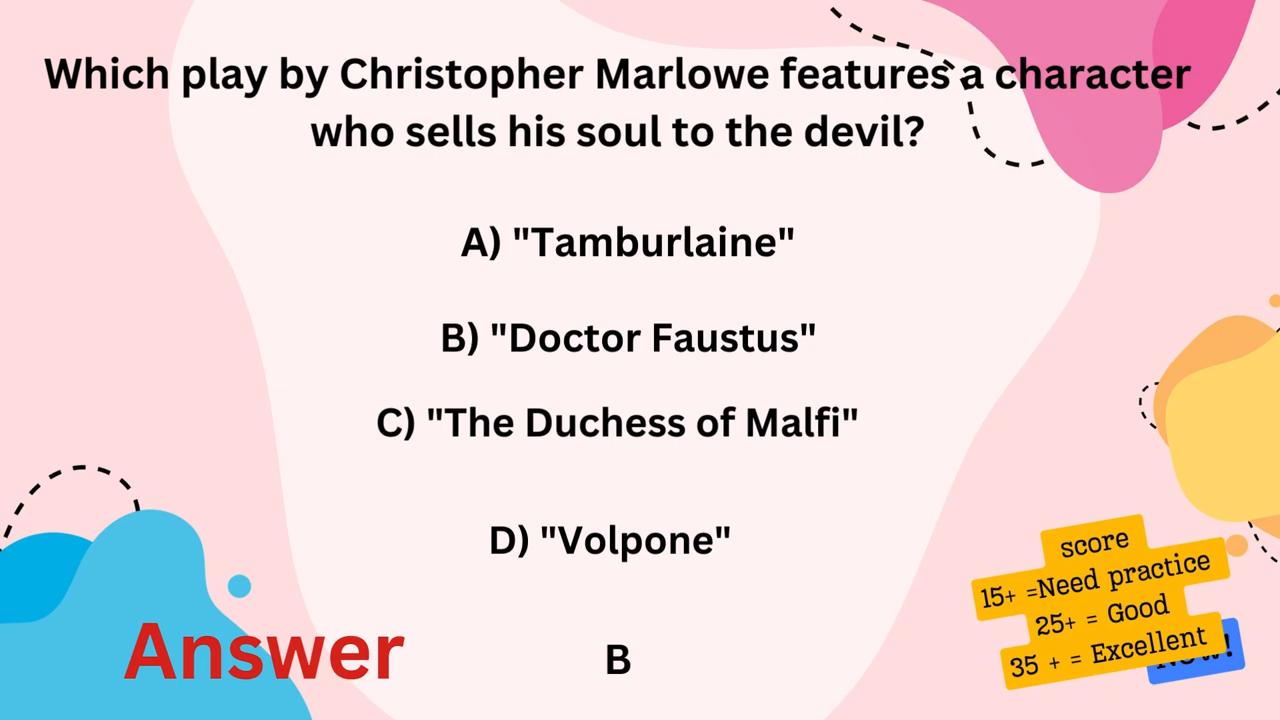 Which play by Christopher Marlowe features a character
who sells his soul to the devil?
A) "Tamburlaine"
B) "Doctor Faustus"
C) "The Duchess of Malfi"
D) "Volpone"
Answer
B
score
15+ =Need practice
25+ = Good
35 + = Excellent